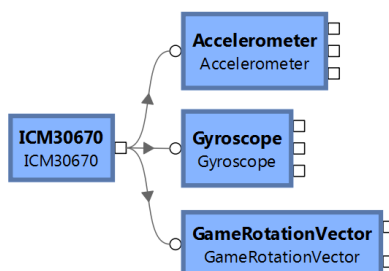 Accelerometer
Accelerometer
ICM30670
ICM30670
Gyroscope
Gyroscope
GameRotationVector
GameRotationVector